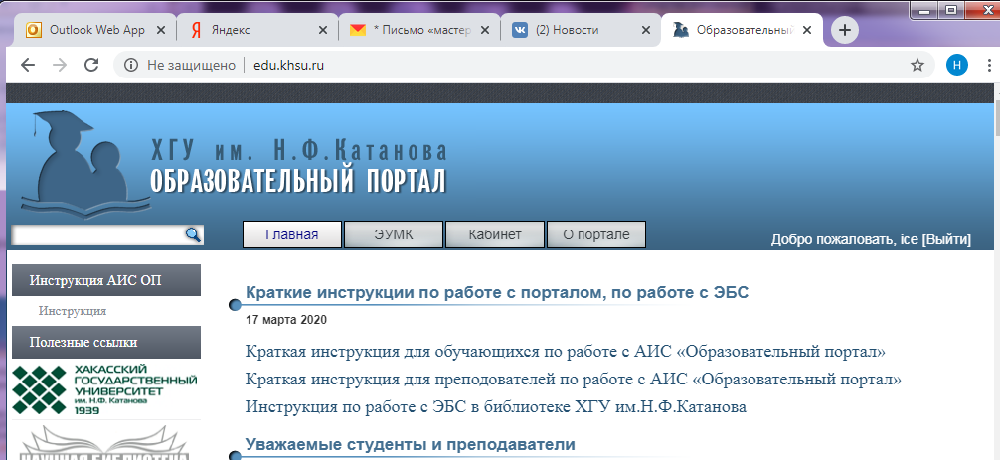 Outlook Web App
Яндекс
* Письмо «мастер
(2) Новости
Образовательный
Не защищено
edu.khsu.ru
Н
ХГУ им. Н.Ф.Катанова
ОБРАЗОВАТЕЛЬНЫЙ ПОРТАЛ
Главная
ЭУМК
Кабинет
О портале
Добро пожаловать, ice [Выйти]
Инструкция АИС ОП
Инструкция
Полезные ссылки
ХАКАССКИЙ
ГОСУДАРСТВЕННЫЙ
УНИВЕРСИТЕТ
им. Н.Ф. Катанова
1939
НАУЧНАЯ БИБЛИОТЕКА
Краткие инструкции по работе с порталом, по работе с ЭБС
17 марта 2020
Краткая инструкция для обучающихся по работе с АИС «Образовательный портал»
Краткая инструкция для преподователей по работе с АИС «Образовательный портал»
Инструкция по работе с ЭБС в библиотеке ХГУ им.Н.Ф.Катанова
Уважаемые студенты и преподаватели